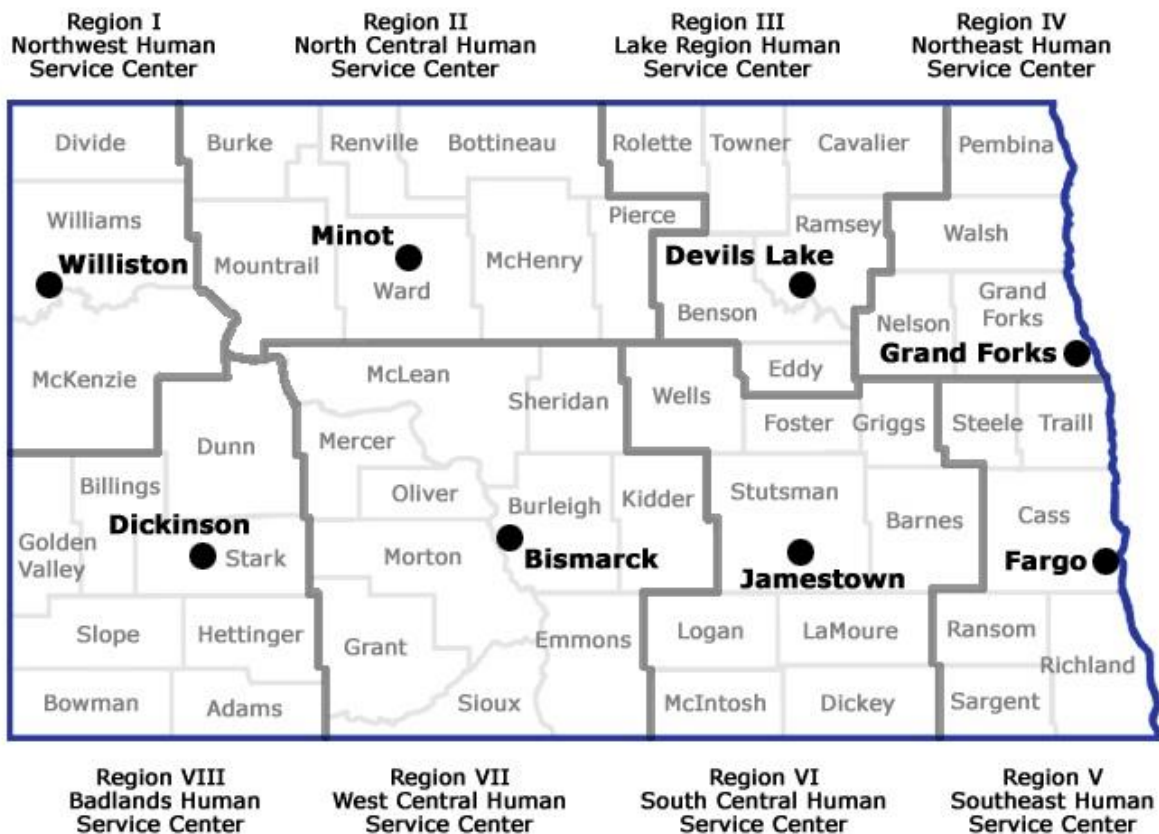 Region I
Northwest Human
Service Center
Region II
North Central Human
Service Center
Region III
Lake Region Human
Service Center
Region IV
Northeast Human
Service Center
Divide
Burke
Renville
Bottineau
Rolette
Towner
Cavalier
Pembina
Williams
Williston
Mountrail
Minot
Ward
McHenry
Pierce
Ramsey
Devils Lake
Benson
Walsh
Nelson
Grand
Forks
Grand Forks
McKenzie
McLean
Sheridan
Wells
Eddy
Foster
Griggs
Steele
Traill
Dunn
Mercer
Oliver
Billings
Golden
Valley
Dickinson
Stark
Morton
Burleigh
Bismarck
Kidder
Stutsman
Jamestown
Barnes
Cass
Fargo
Slope
Hettinger
Grant
Emmons
Logan
LaMoure
Ransom
Richland
Bowman
Adams
Sioux
McIntosh
Dickey
Sargent
Region VIII
Badlands Human
Service Center
Region VII
West Central Human
Service Center
Region VI
South Central Human
Service Center
Region V
Southeast Human
Service Center